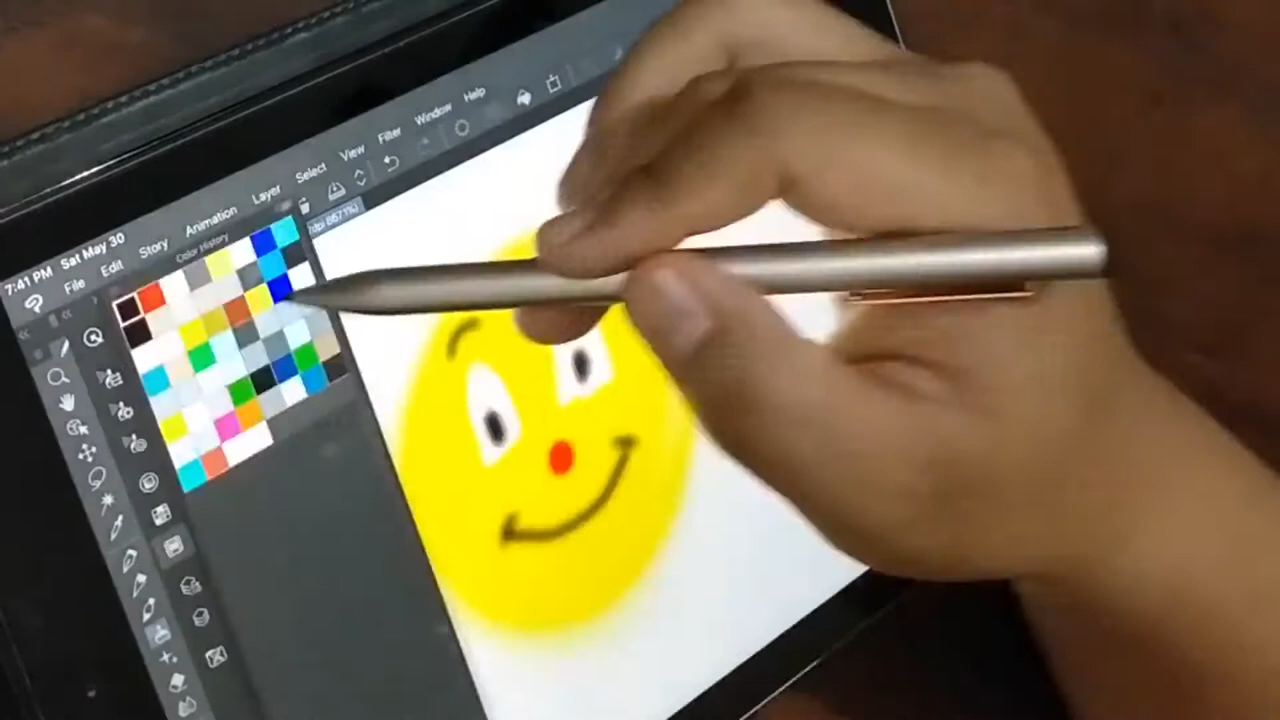 7:41 PM Sat May 30
File Edit Story Animation Layer Select View Filter Window Help
Color History